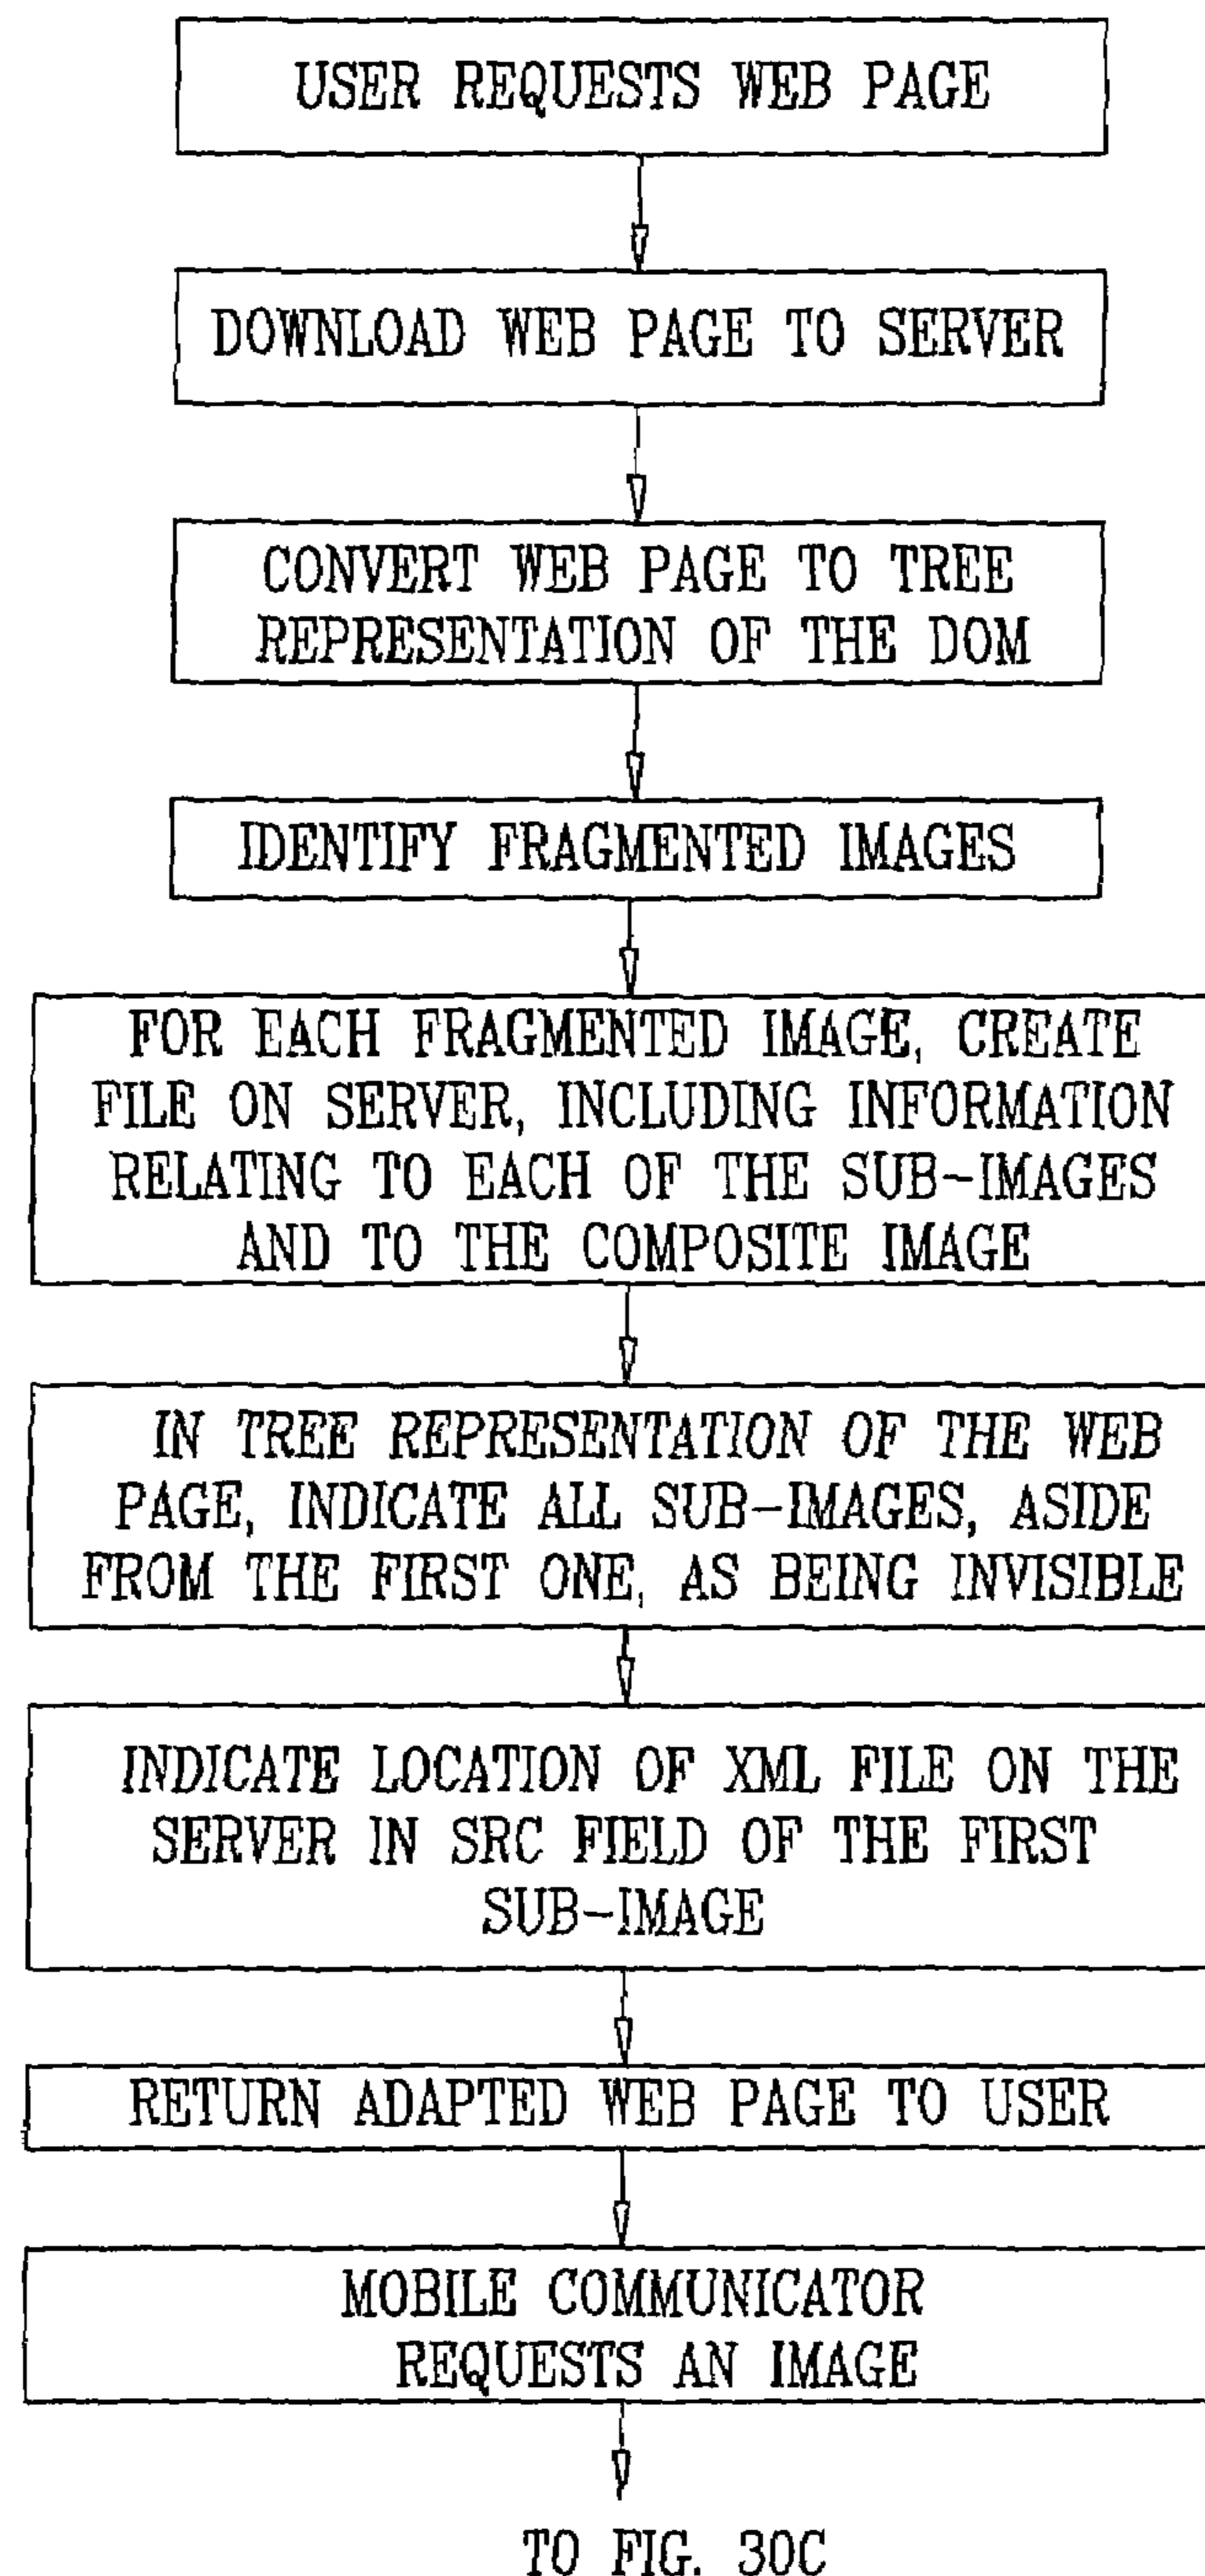 USER REQUESTS WEB PAGE
DOWNLOAD WEB PAGE TO SERVER
CONVERT WEB PAGE TO TREE
REPRESENTATION OF THE DOM
IDENTIFY FRAGMENTED IMAGES
FOR EACH FRAGMENTED IMAGE, CREATE
FILE ON SERVER, INCLUDING INFORMATION
RELATING TO EACH OF THE SUB-IMAGES
AND TO THE COMPOSITE IMAGE
IN TREE REPRESENTATION OF THE WEB
PAGE, INDICATE ALL SUB-IMAGES, ASIDE
FROM THE FIRST ONE, AS BEING INVISIBLE
INDICATE LOCATION OF XML FILE ON THE
SERVER IN SRC FIELD OF THE FIRST
SUB-IMAGE
RETURN ADAPTED WEB PAGE TO USER
MOBILE COMMUNICATOR
REQUESTS AN IMAGE
TO FIG. 30C